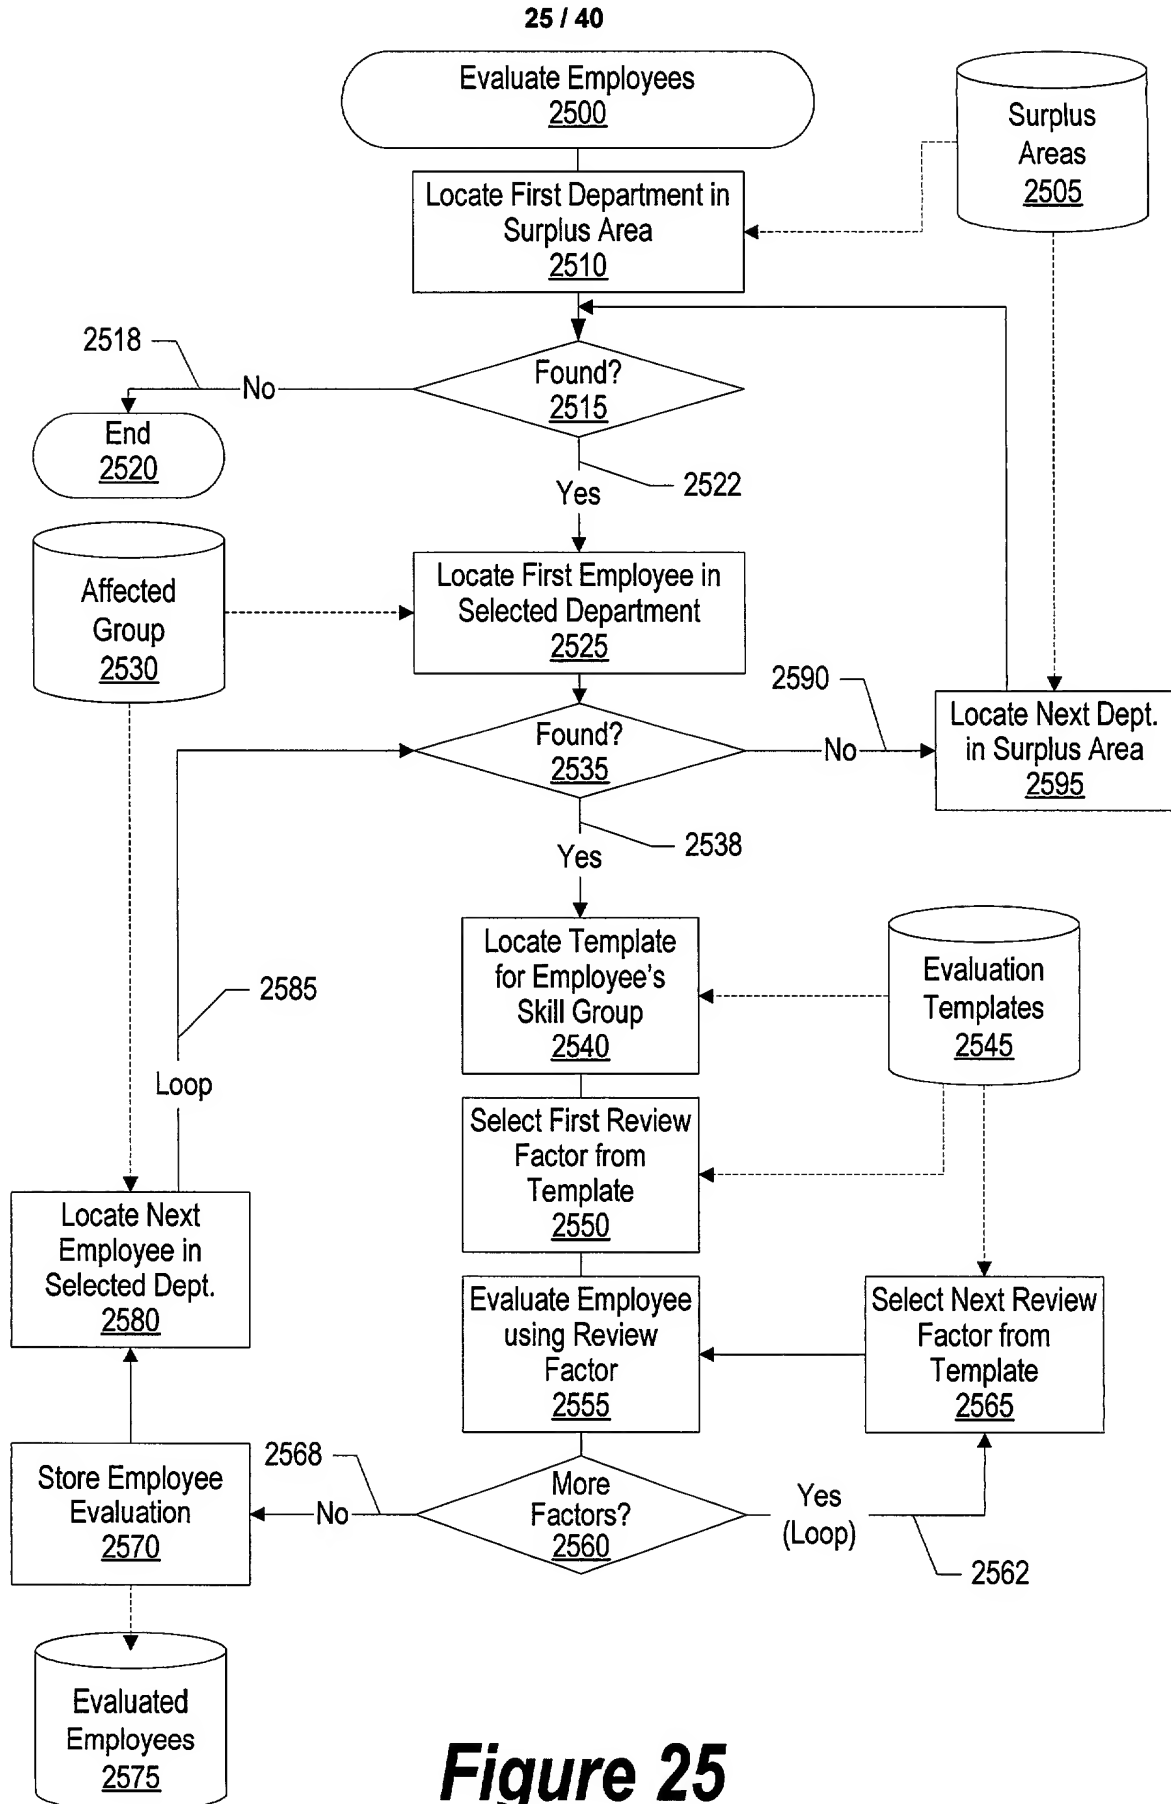 25 / 40
Evaluate Employees
2500
Surplus
Areas
2505
Locate First Department in
Surplus Area
2510
2518
No
Found?
2515
End
2520
Yes
2522
Affected
Group
2530
Locate First Employee in
Selected Department
2525
2590
Found?
2535
No
Locate Next Dept.
in Surplus Area
2595
Yes
2538
Locate Template
for Employee's
Skill Group
2540
Evaluation
Templates
2545
2585
Loop
Select First Review
Factor from
Template
2550
Locate Next
Employee in
Selected Dept.
2580
Evaluate Employee
using Review
Factor
2555
Select Next Review
Factor from
Template
2565
Store Employee
Evaluation
2570
2568
No
More
Factors?
2560
Yes
(Loop)
2562
Evaluated
Employees
2575
Figure 25